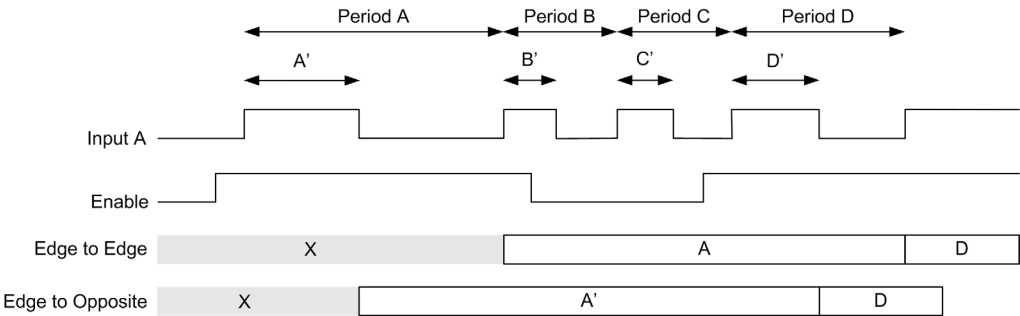 Period A Period B Period C Period D
A’ B’ C’ D’
Input A
Enable
Edge to Edge X A D
Edge to Opposite X A’ D